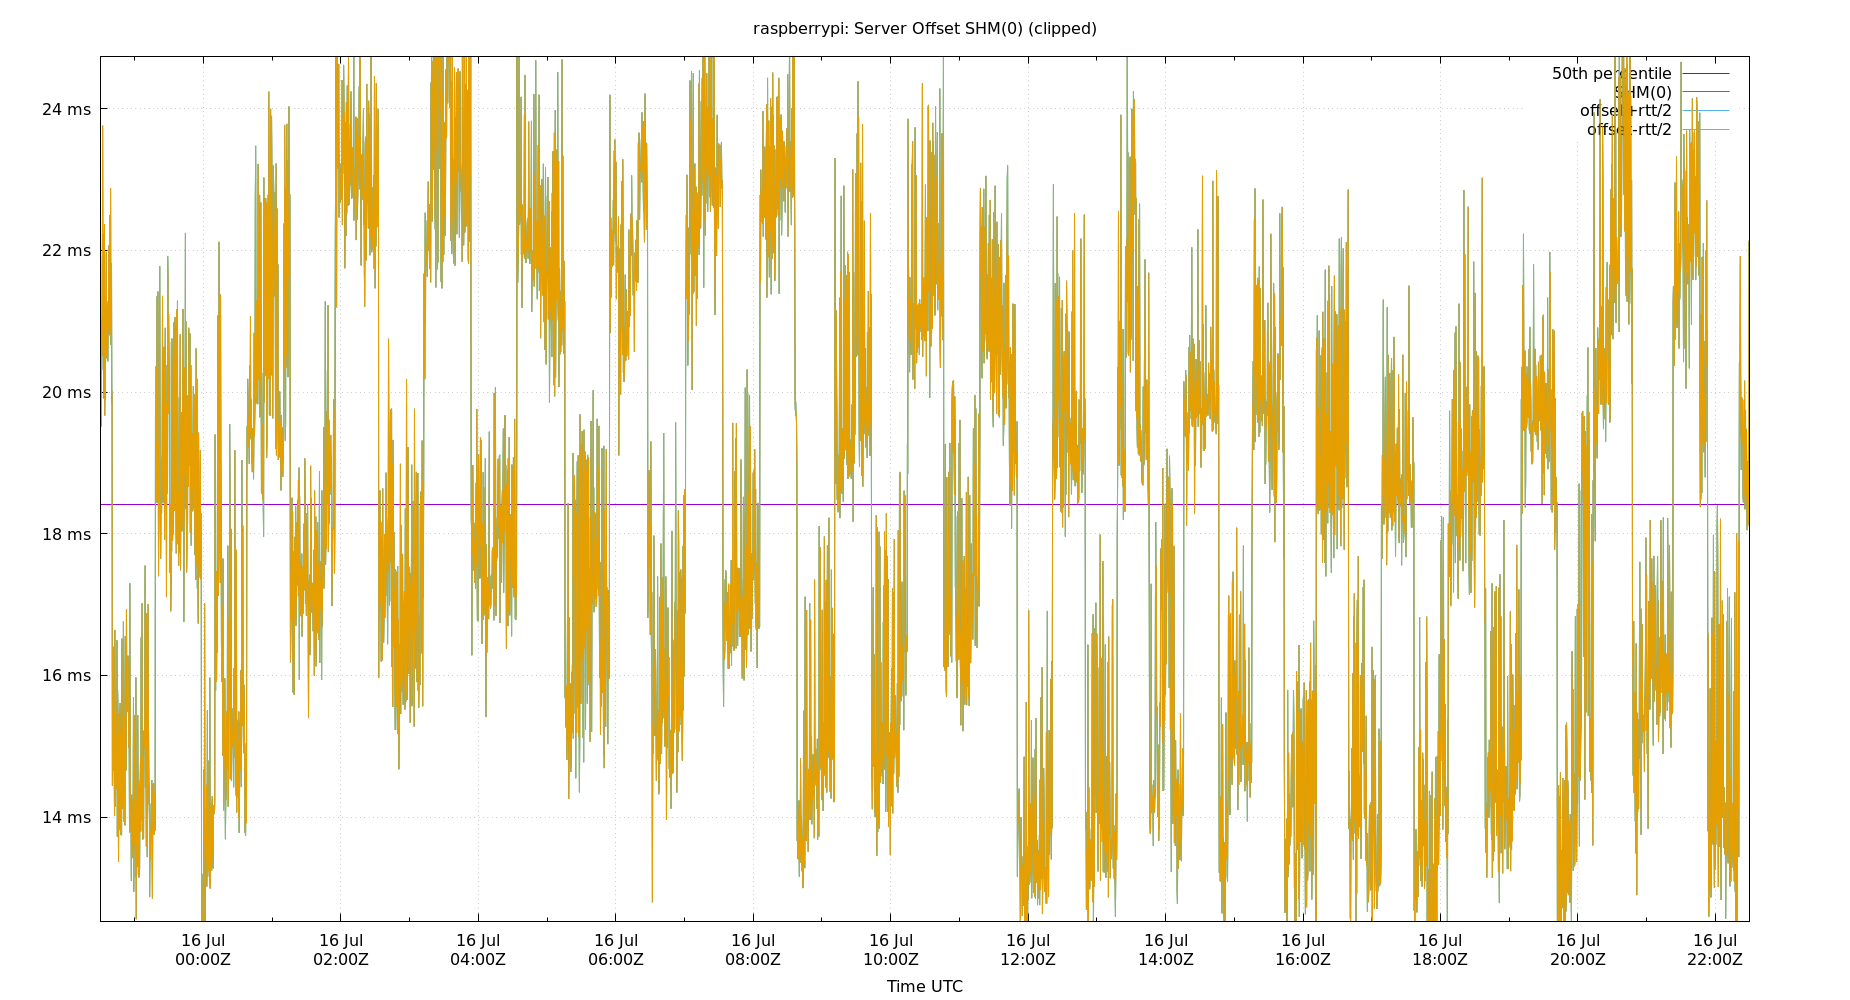 raspberrypi: Server Offset SHM(0) (clipped)
50th percentile
SHM(0)
offset+rtt/2
offset-rtt/2
24 ms
22 ms
20 ms
18 ms
16 ms
14 ms
16 Jul 16 Jul 16 Jul 16 Jul 16 Jul 16 Jul 16 Jul 16 Jul 16 Jul 16 Jul 16 Jul 16 Jul
00:00Z 02:00Z 04:00Z 06:00Z 08:00Z 10:00Z 12:00Z 14:00Z 16:00Z 18:00Z 20:00Z 22:00Z
Time UTC